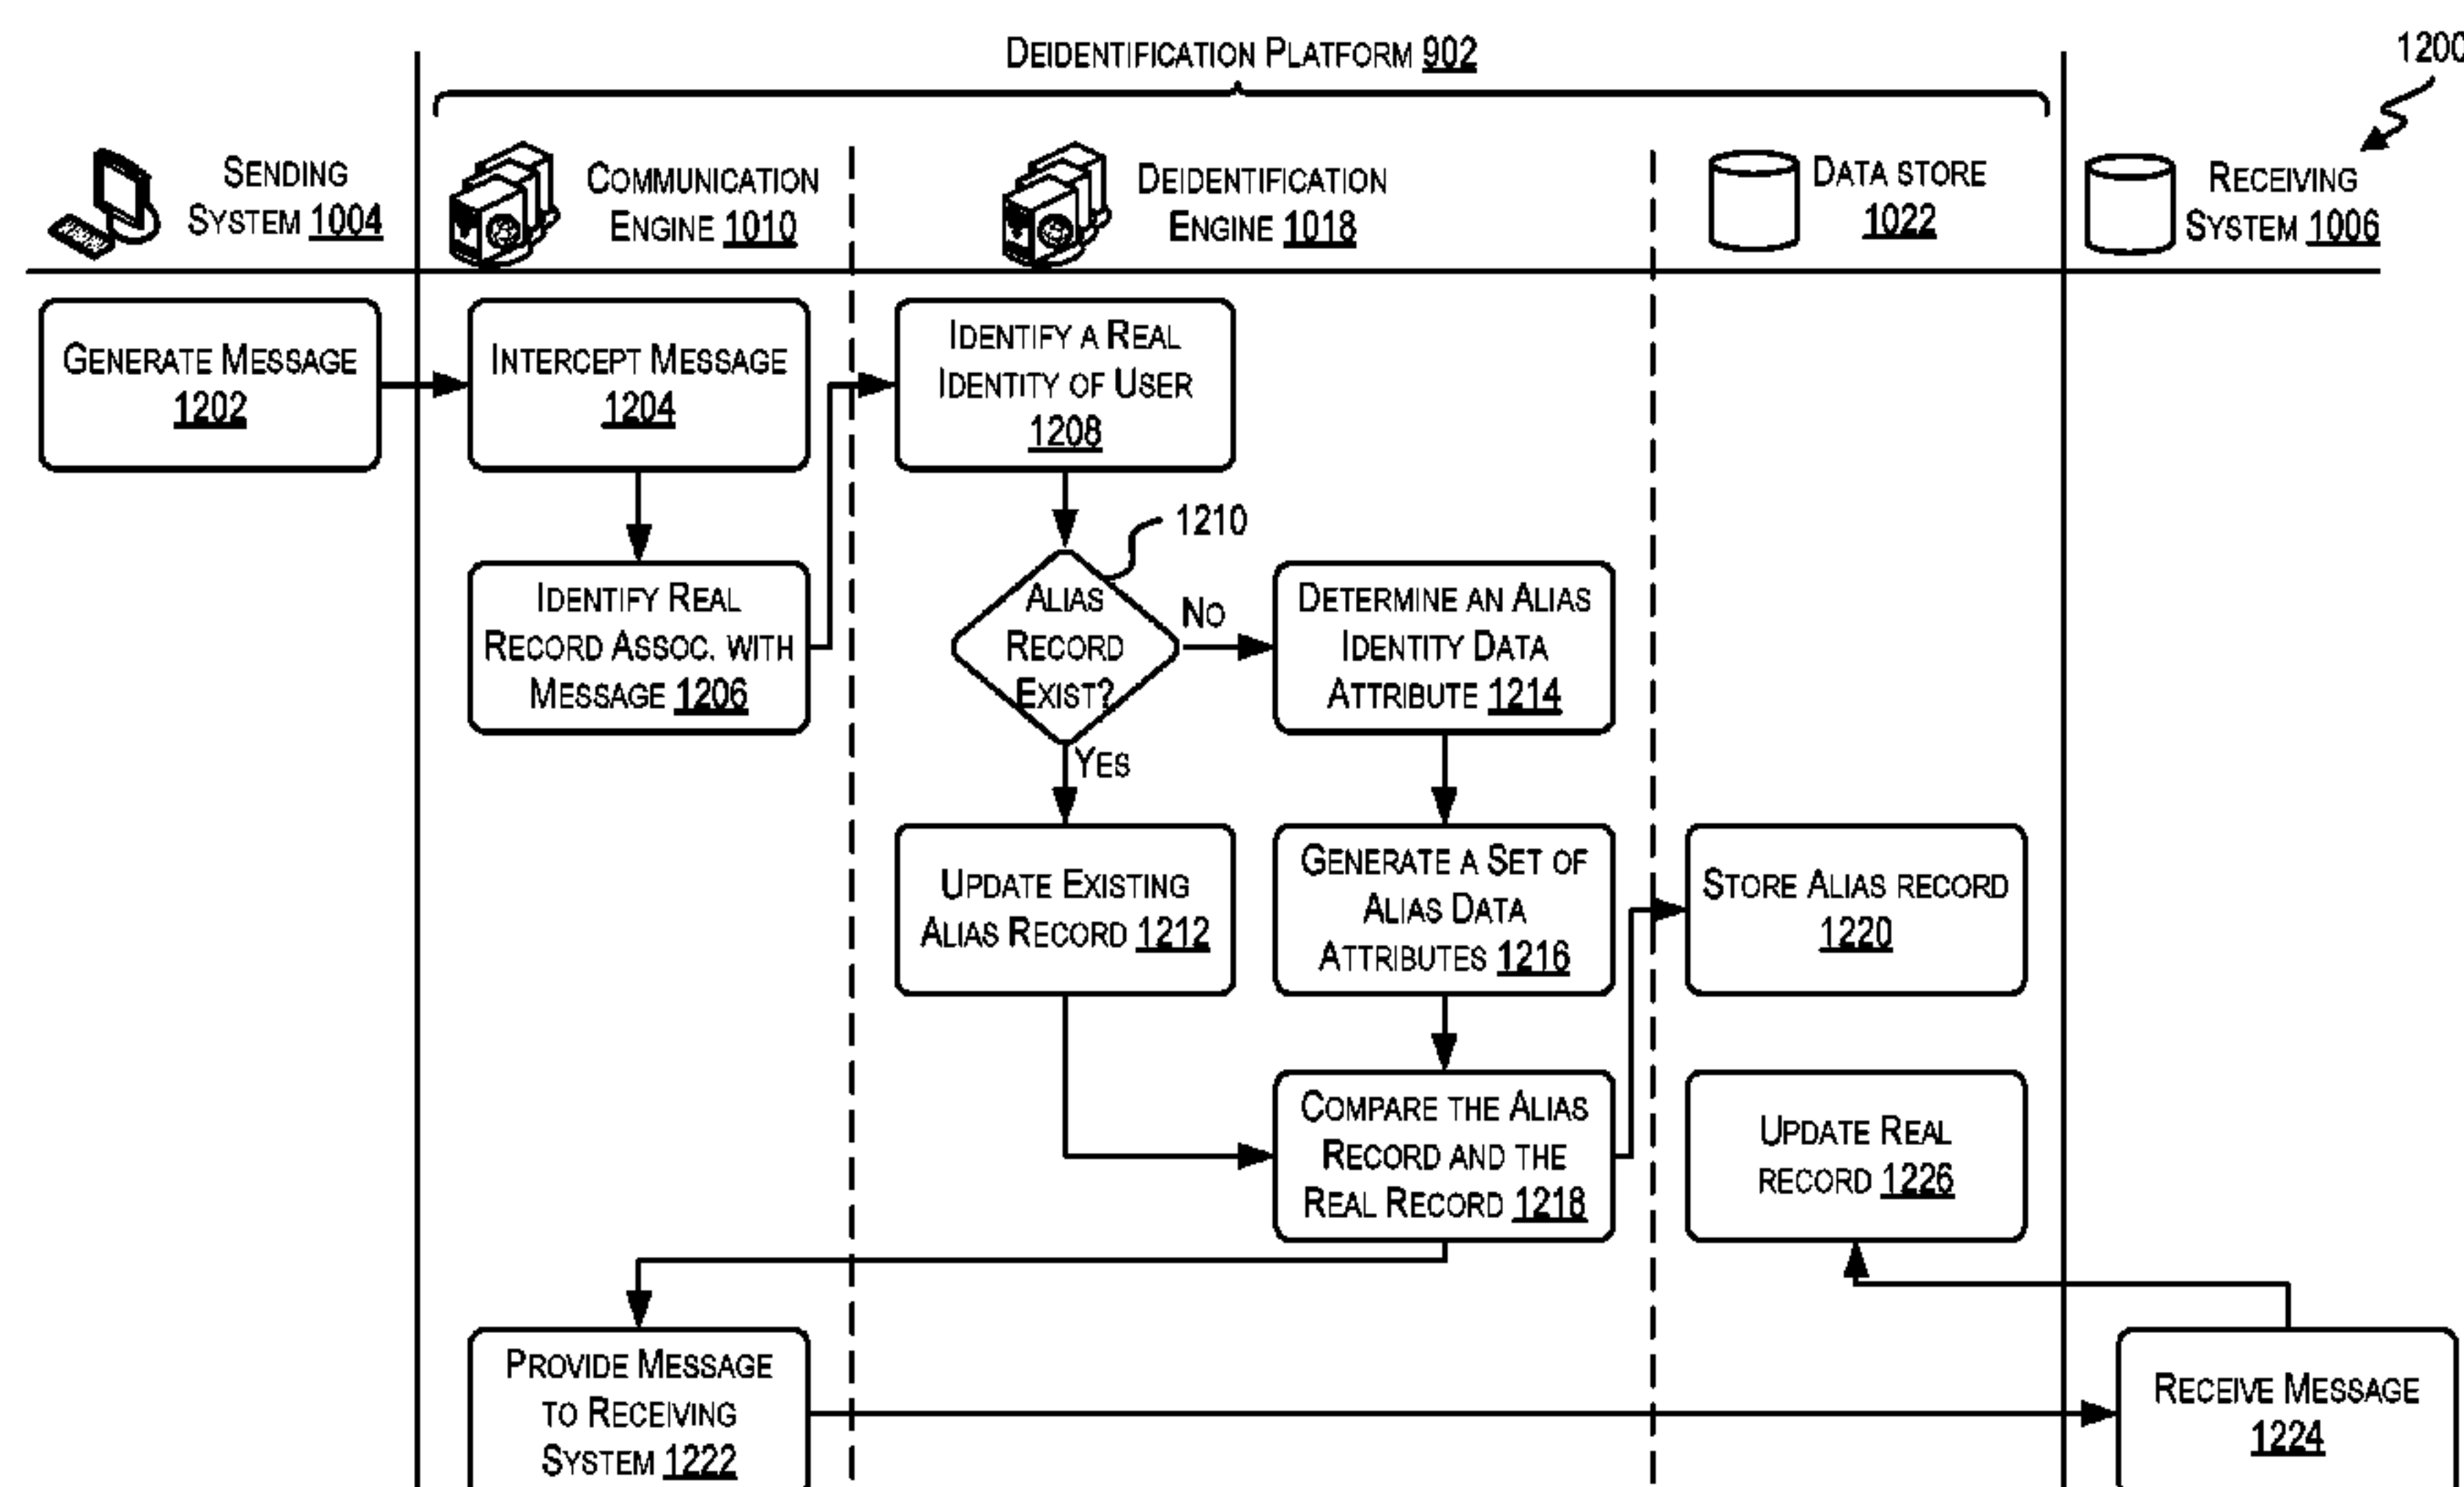 DEIDENTIFICATION PLATFORM 902
1200
SENDING
SYSTEM 1004
COMMUNICATION
ENGINE 1010
DEIDENTIFICATION
ENGINE 1018
DATA STORE
1022
RECEIVING
SYSTEM 1006
GENERATE MESSAGE
1202
INTERCEPT MESSAGE
1204
IDENTIFY A REAL
IDENTITY OF USER
1208
1210
IDENTIFY REAL
RECORD ASSOC. WITH
MESSAGE 1206
ALIAS
RECORD
EXIST?
NO
DETERMINE AN ALIAS
IDENTITY DATA
ATTRIBUTE 1214
YES
UPDATE EXISTING
ALIAS RECORD 1212
GENERATE A SET OF
ALIAS DATA
ATTRIBUTES 1216
STORE ALIAS RECORD
1220
COMPARE THE ALIAS
RECORD AND THE
REAL RECORD 1218
UPDATE REAL
RECORD 1226
PROVIDE MESSAGE
TO RECEIVING
SYSTEM 1222
RECEIVE MESSAGE
1224